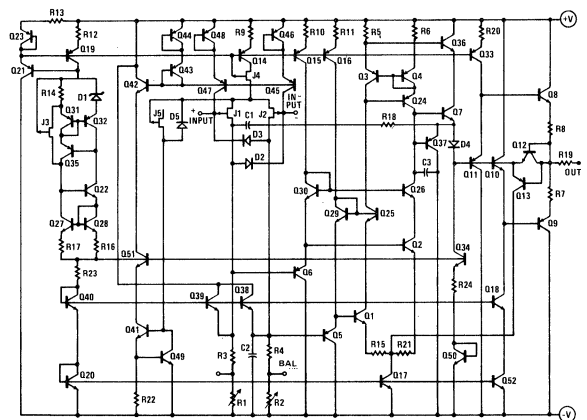 R13
+V
Q23
R12
Q44
Q48
R9
Q46
R10
R11
R5
R6
Q36
R20
Q19
Q14
Q15
Q16
Q33
Q21
Q43
J4
Q3
Q4
D1
Q42
Q47
Q45
Q24
Q8
R14
Q31
Q32
J3
J5
D5
+ INPUT
J1
J2
IN-
PUT
C1
R18
Q7
R8
Q35
D3
Q37
D4
Q12
R19
OUT
D2
C3
Q11
Q10
Q13
Q22
Q30
Q29
Q25
Q26
R7
Q27
Q28
Q2
Q9
R17
R16
Q51
Q34
R23
Q6
R24
Q40
Q39
Q38
Q18
Q41
Q5
Q1
Q49
R3
C2
R4
R15
R21
Q50
BAL
Q20
R22
R1
R2
Q17
Q52
-V